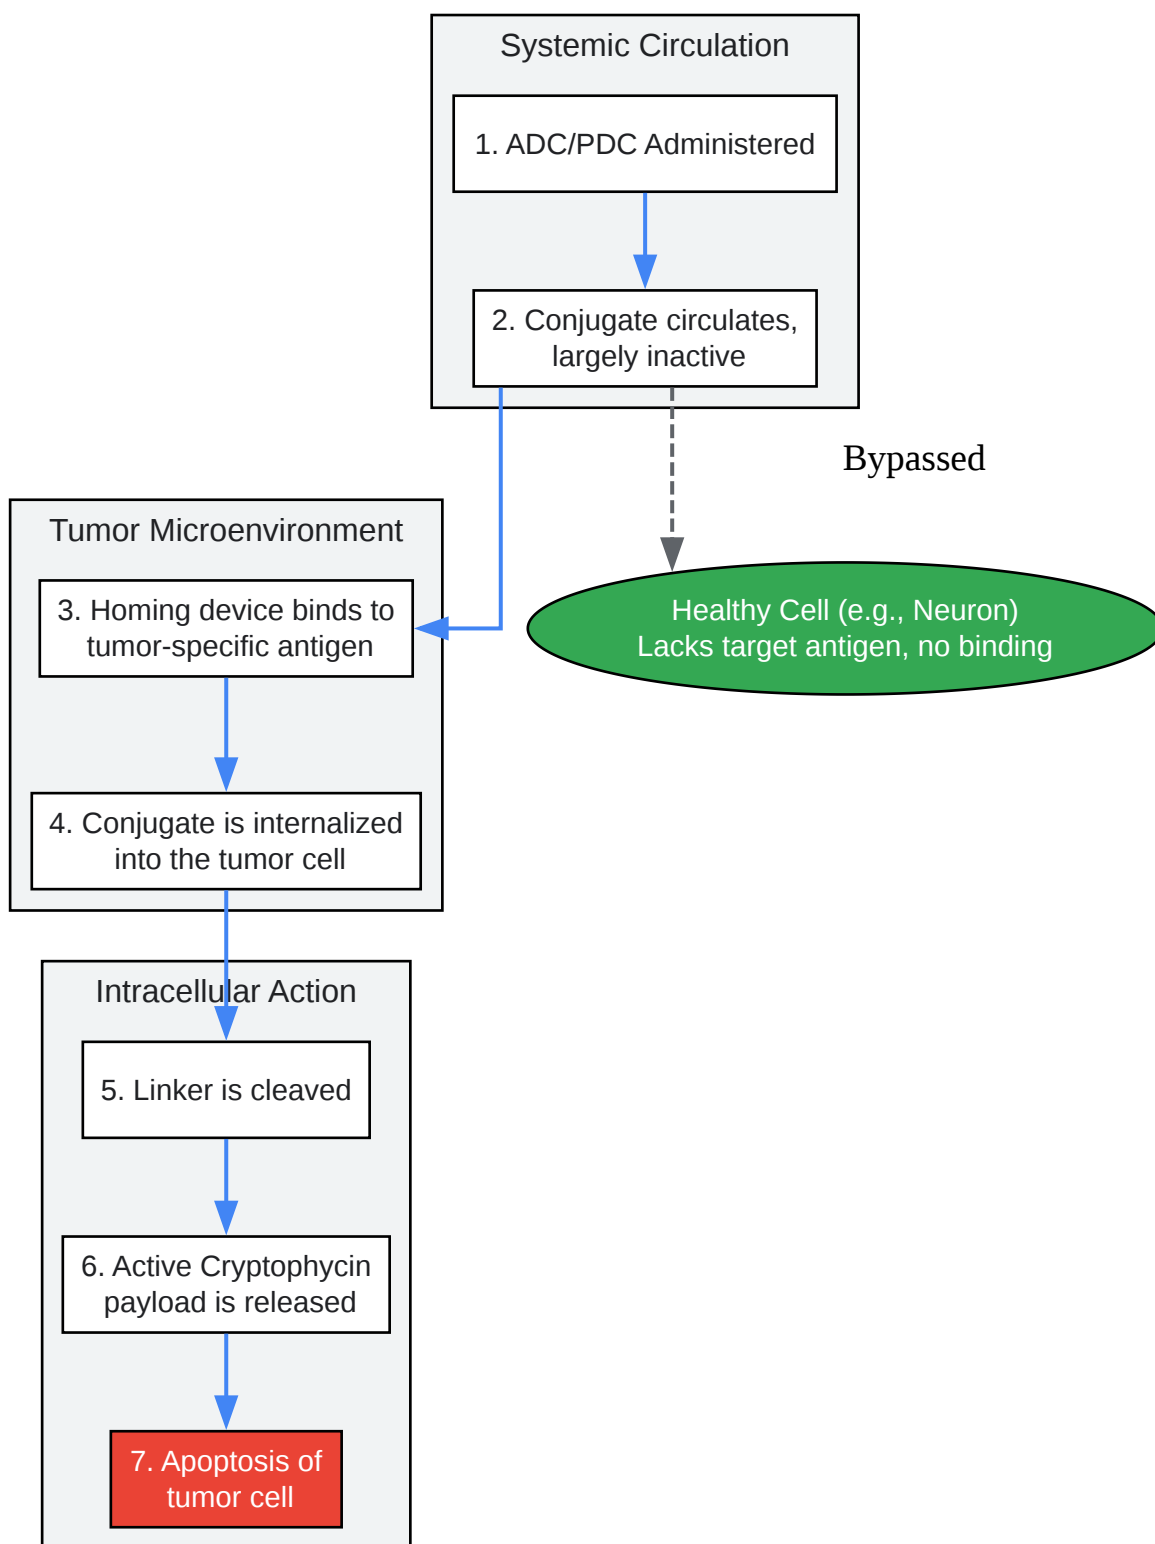 Systemic Circulation
1. ADC/PDC Administered
2. Conjugate circulates,
largely inactive
Bypassed
Tumor Microenvironment
3. Homing device binds to
tumor-specific antigen
Healthy Cell (e.g., Neuron)
Lacks target antigen, no binding
4. Conjugate is internalized
into the tumor cell
Intracellular Action
5. Linker is cleaved
6. Active Cryptophycin
payload is released
7. Apoptosis of
tumor cell